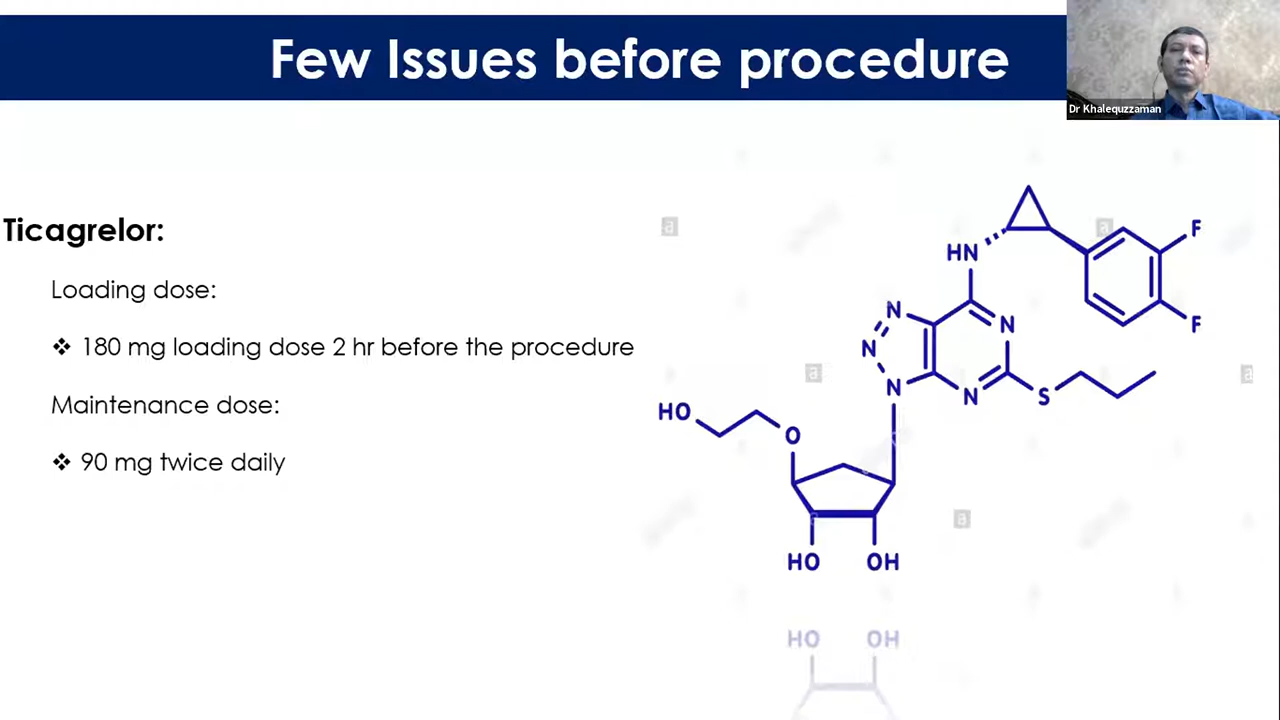 Few Issues before procedure
Dr Khalequzzaman
Ticagrelor:
Loading dose:
❖ 180 mg loading dose 2 hr before the procedure
Maintenance dose:
❖ 90 mg twice daily
F
HN
N
N
F
N
N
N
S
HO
O
HO OH
HO OH
a
a
a
a
a